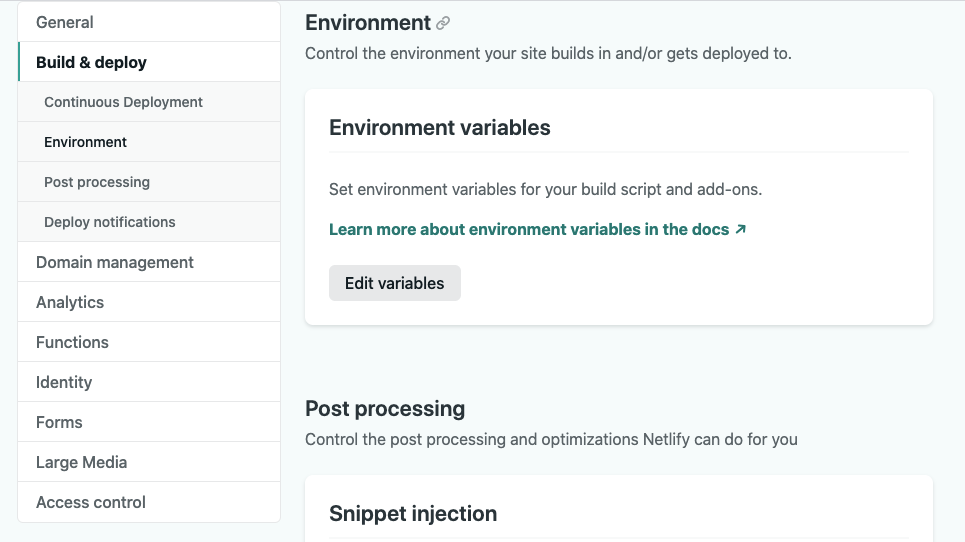 General
Build & deploy
Continuous Deployment
Environment
Post processing
Deploy notifications
Domain management
Analytics
Functions
Identity
Forms
Large Media
Access control
Environment
Control the environment your site builds in and/or gets deployed to.
Environment variables
Set environment variables for your build script and add-ons.
Learn more about environment variables in the docs ↗
Edit variables
Post processing
Control the post processing and optimizations Netlify can do for you
Snippet injection